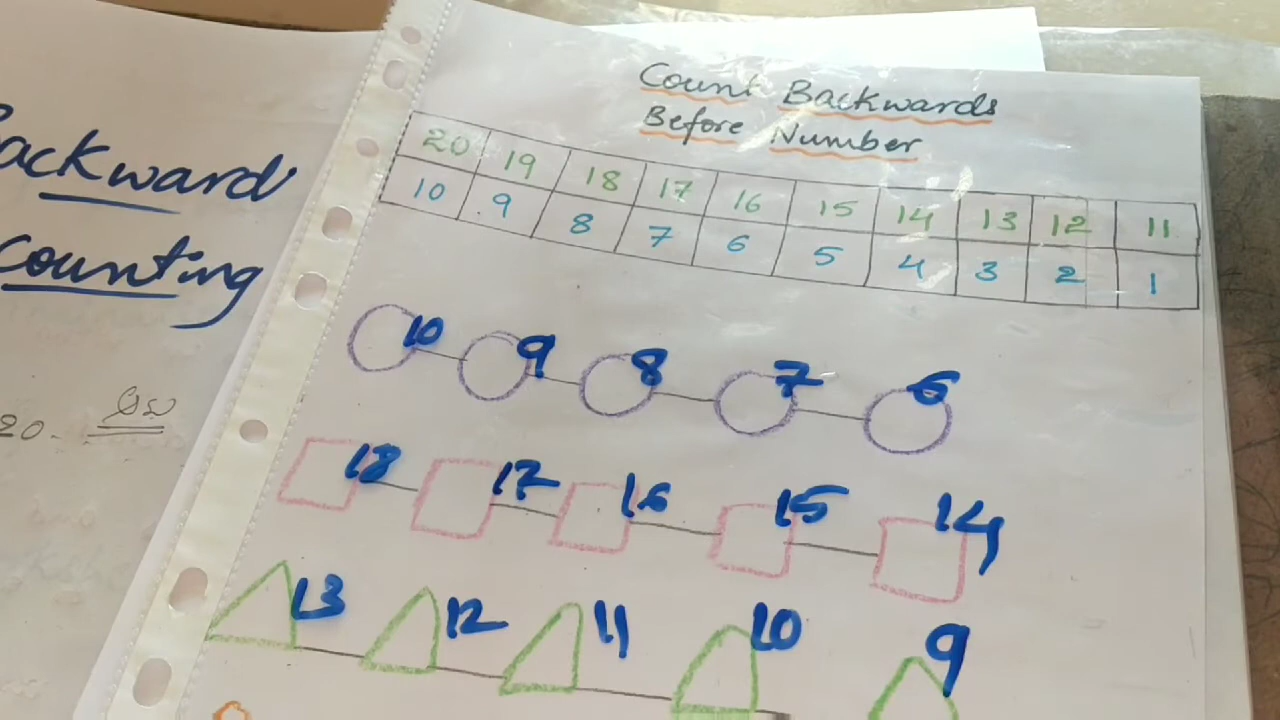 Count Backwards
Before Number
20 19 18 17 16 15 14 13 12 11
10 9 8 7 6 5 4 3 2 1
10 9 8 7 6
18 17 16 15 14
13 12 11 10 9
Backward
Counting
20.